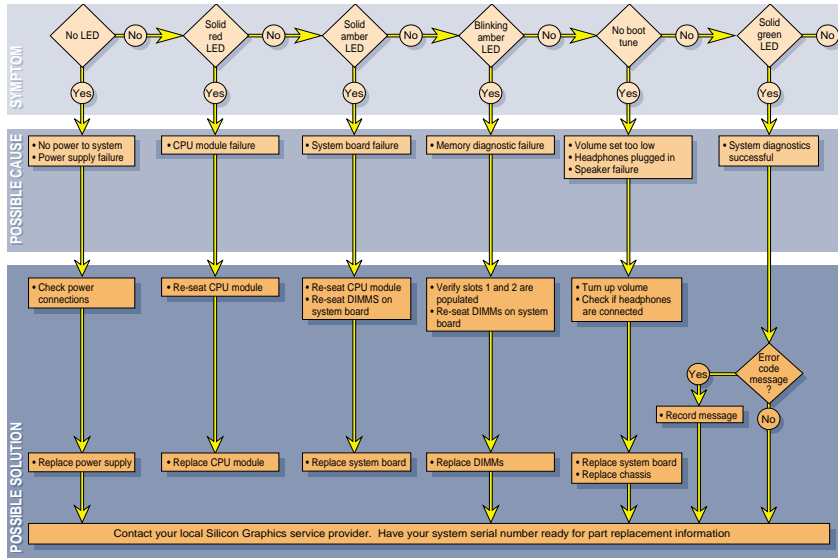 SYMPTOM
No LED
No
Solid
red
LED
No
Solid
amber
LED
No
Blinking
amber
LED
No
No boot
tune
No
Solid
green
LED
No
Yes
Yes
Yes
Yes
Yes
Yes
POSSIBLE CAUSE
• No power to system
• Power supply failure
• CPU module failure
• System board failure
• Memory diagnostic failure
• Volume set too low
• Headphones plugged in
• Speaker failure
• System diagnostics
successful
POSSIBLE SOLUTION
• Check power
connections
• Re-seat CPU module
• Re-seat CPU module
• Re-seat DIMMS on
system board
• Verify slots 1 and 2 are
populated
• Re-seat DIMMs on system
board
• Turn up volume
• Check if headphones
are connected
Error
code
message
?
Yes
No
• Record message
• Replace power supply
• Replace CPU module
• Replace system board
• Replace DIMMs
• Replace system board
• Replace chassis
Contact your local Silicon Graphics service provider. Have your system serial number ready for part replacement information